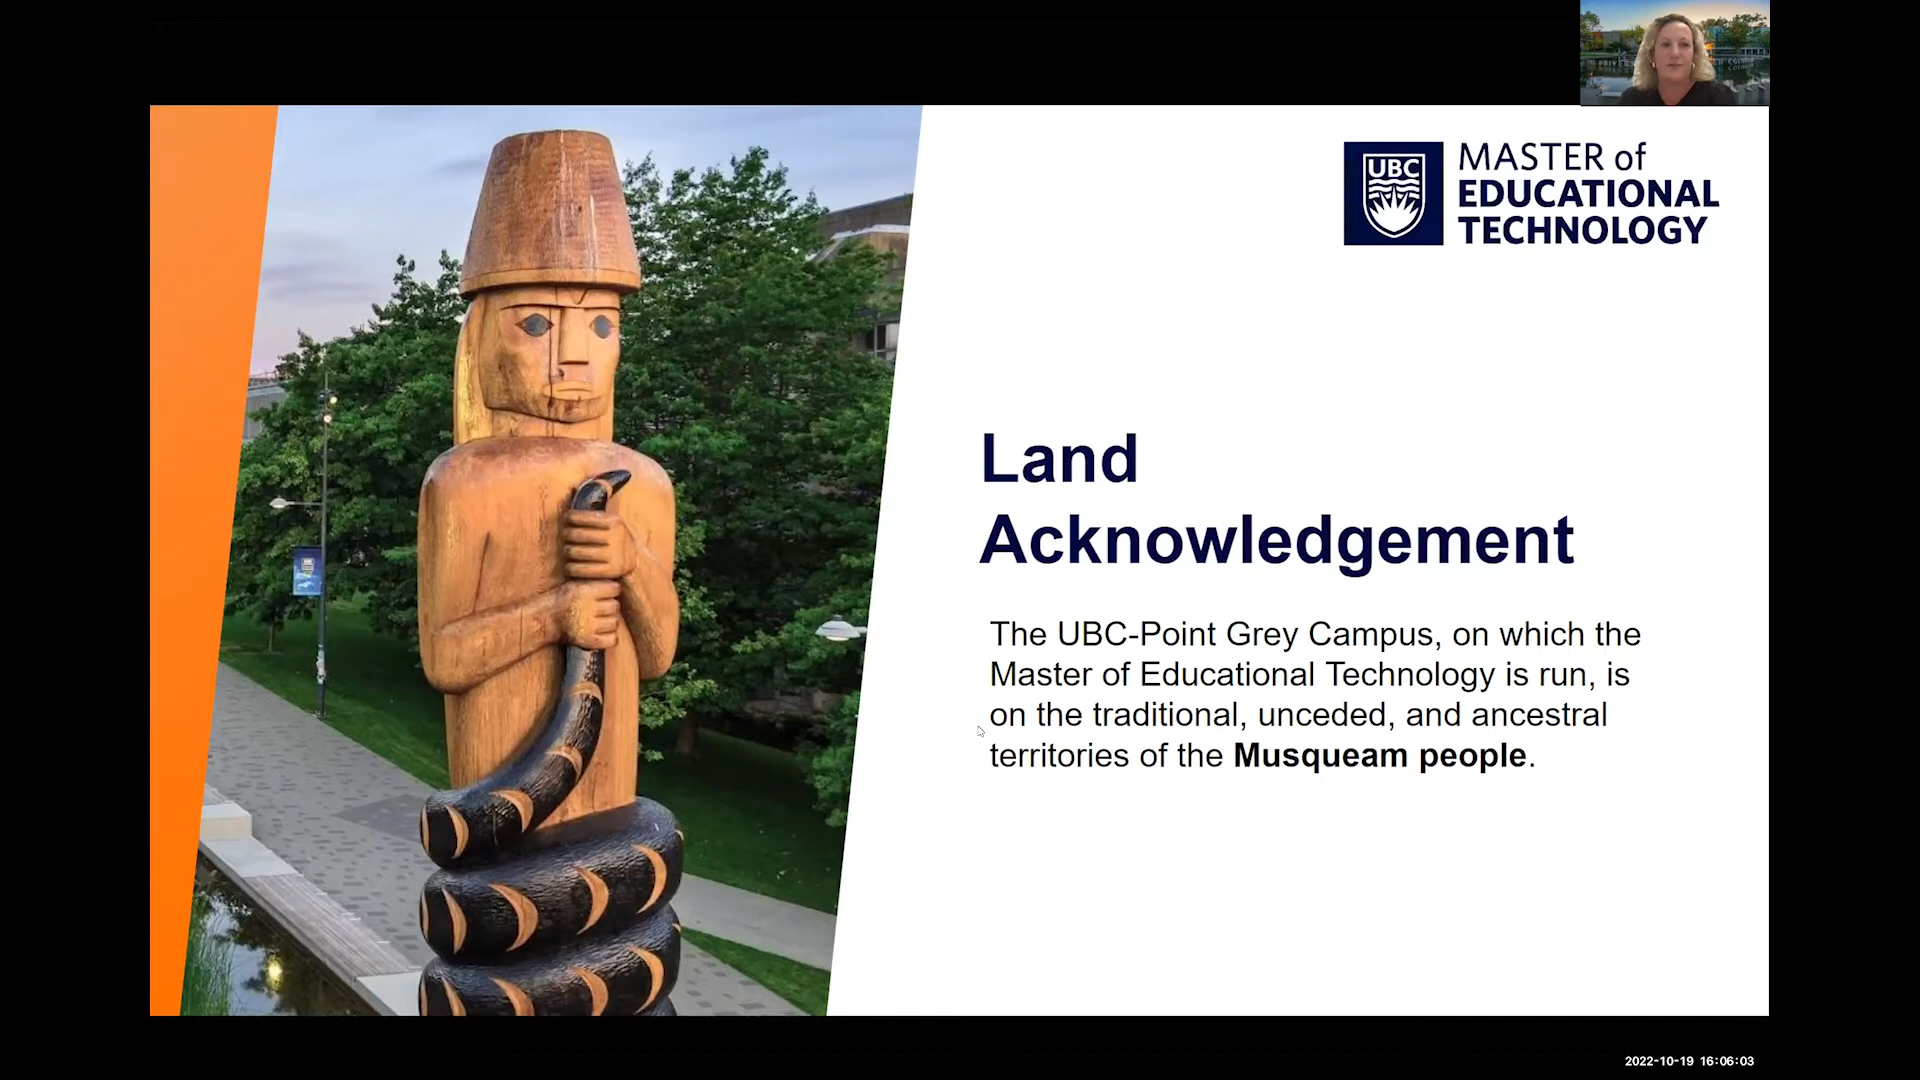 UBC
MASTER of
EDUCATIONAL
TECHNOLOGY
Land
Acknowledgement
The UBC-Point Grey Campus, on which the
Master of Educational Technology is run, is
on the traditional, unceded, and ancestral
territories of the Musqueam people.
2022-10-19 16:06:03